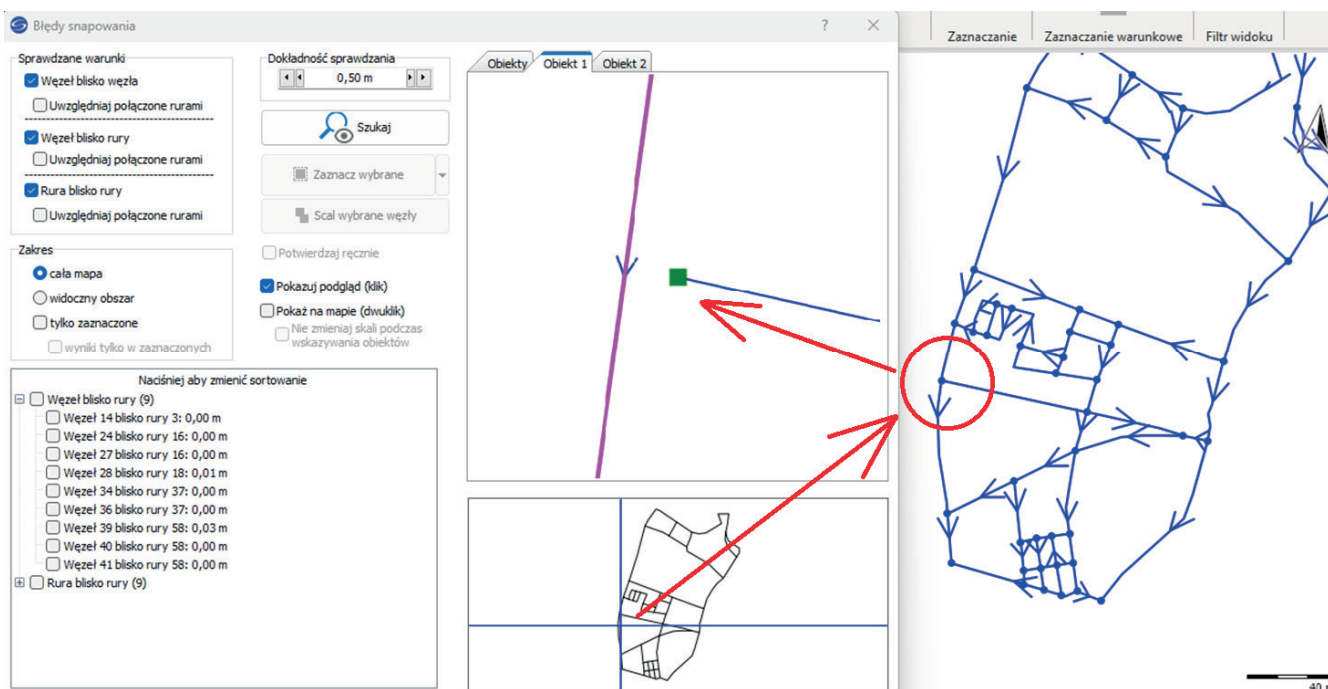 Błędy snapowania
?
Sprawdzane warunki
Węzeł blisko węzła
Uwzględniaj połączone rurami
Węzeł blisko rury
Uwzględniaj połączone rurami
Rura blisko rury
Uwzględniaj połączone rurami
Zakres
cała mapa
widoczny obszar
tylko zaznaczone
wyniki tylko w zaznaczonych
Dokładność sprawdzania
0,50 m
Szukaj
Zaznacz wybrane
Scal wybrane węzły
Potwierdzaj ręcznie
Pokazuj podgląd (klik)
Pokaż na mapie (dwuklik)
Nie zmieniaj skali podczas
wskazywania obiektów
Naciśniej aby zmienić sortowanie
Węzeł blisko rury (9)
Węzeł 14 blisko rury 3: 0,00 m
Węzeł 24 blisko rury 16: 0,00 m
Węzeł 27 blisko rury 16: 0,00 m
Węzeł 28 blisko rury 18: 0,01 m
Węzeł 34 blisko rury 37: 0,00 m
Węzeł 36 blisko rury 37: 0,00 m
Węzeł 39 blisko rury 58: 0,03 m
Węzeł 40 blisko rury 58: 0,00 m
Węzeł 41 blisko rury 58: 0,00 m
Rura blisko rury (9)
Obiekty Obiekt 1 Obiekt 2
Zaznaczanie Zaznaczanie warunkowe Filtr widoku
40